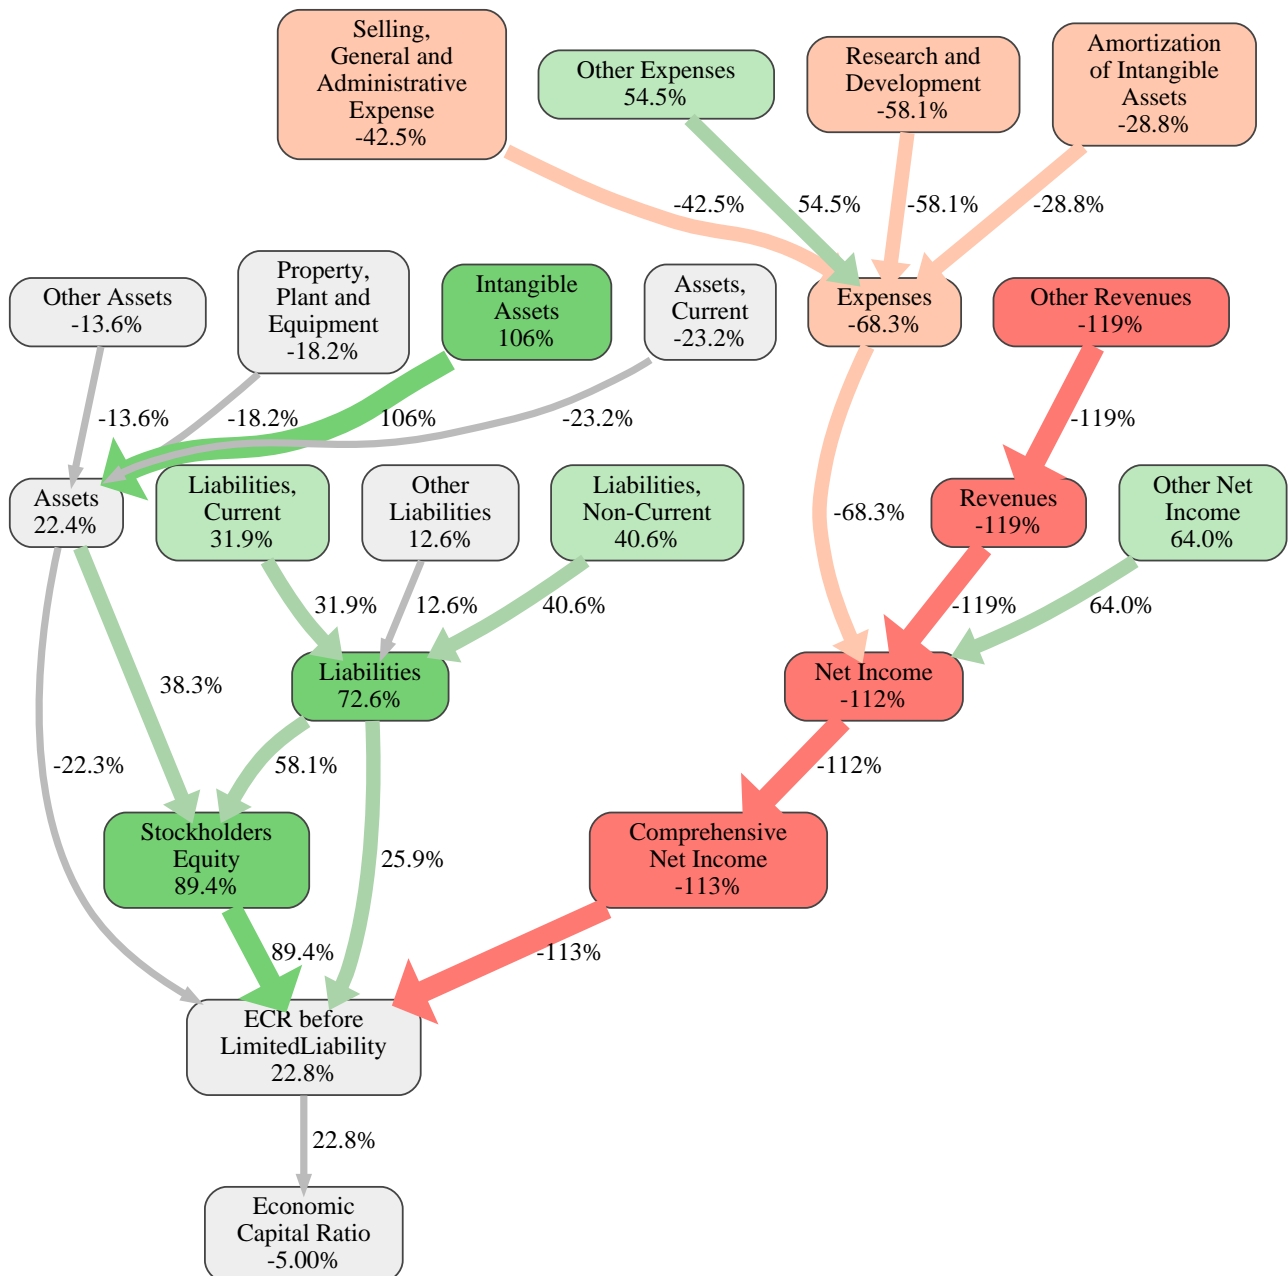 Selling,
General and
Administrative
Expense
-42.5%
Other Expenses
54.5%
Research and
Development
-58.1%
Amortization
of Intangible
Assets
-28.8%
-42.5%
54.5%
-58.1%
-28.8%
Other Assets
-13.6%
Property,
Plant and
Equipment
-18.2%
Intangible
Assets
106%
Assets,
Current
-23.2%
Expenses
-68.3%
Other Revenues
-119%
-13.6%
-18.2%
106%
-23.2%
-119%
Assets
22.4%
Liabilities,
Current
31.9%
Other
Liabilities
12.6%
Liabilities,
Non-Current
40.6%
-68.3%
Revenues
-119%
Other Net
Income
64.0%
31.9%
12.6%
40.6%
-119%
64.0%
38.3%
Liabilities
72.6%
Net Income
-112%
-22.3%
58.1%
-112%
Stockholders
Equity
89.4%
25.9%
Comprehensive
Net Income
-113%
89.4%
-113%
ECR before
LimitedLiability
22.8%
22.8%
Economic
Capital Ratio
-5.00%